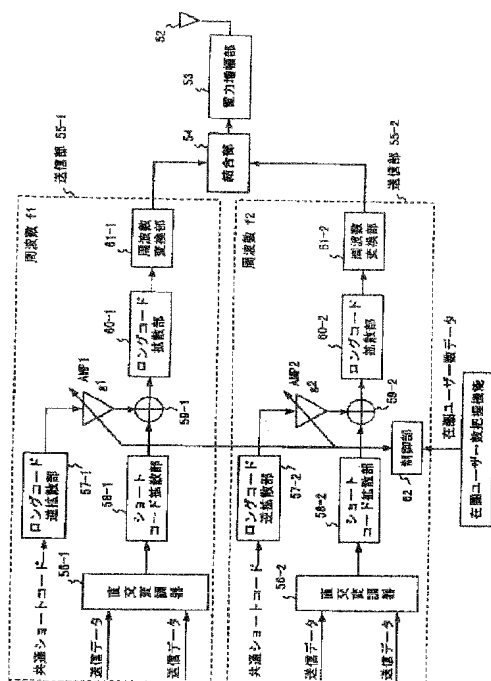 周波数 f1
送信部 55-1
共通ショートコード
57-1
ロングコード
逆拡散部
AMP1
g1
送信データ
送信データ
56-1
直交変調器
58-1
ショート
コード拡散部
59-1
60-1
ロングコード
拡散部
61-1
周波数
変換部
54
結合部
53
電力増幅部
52
周波数 f2
送信部 55-2
共通ショートコード
57-2
ロングコード
逆拡散部
AMP2
g2
送信データ
送信データ
56-2
直交変調器
58-2
ショート
コード拡散部
59-2
60-2
ロングコード
拡散部
61-2
周波数
変換部
62
制御部
在圏ユーザー数データ
在圏ユーザー数把握機能